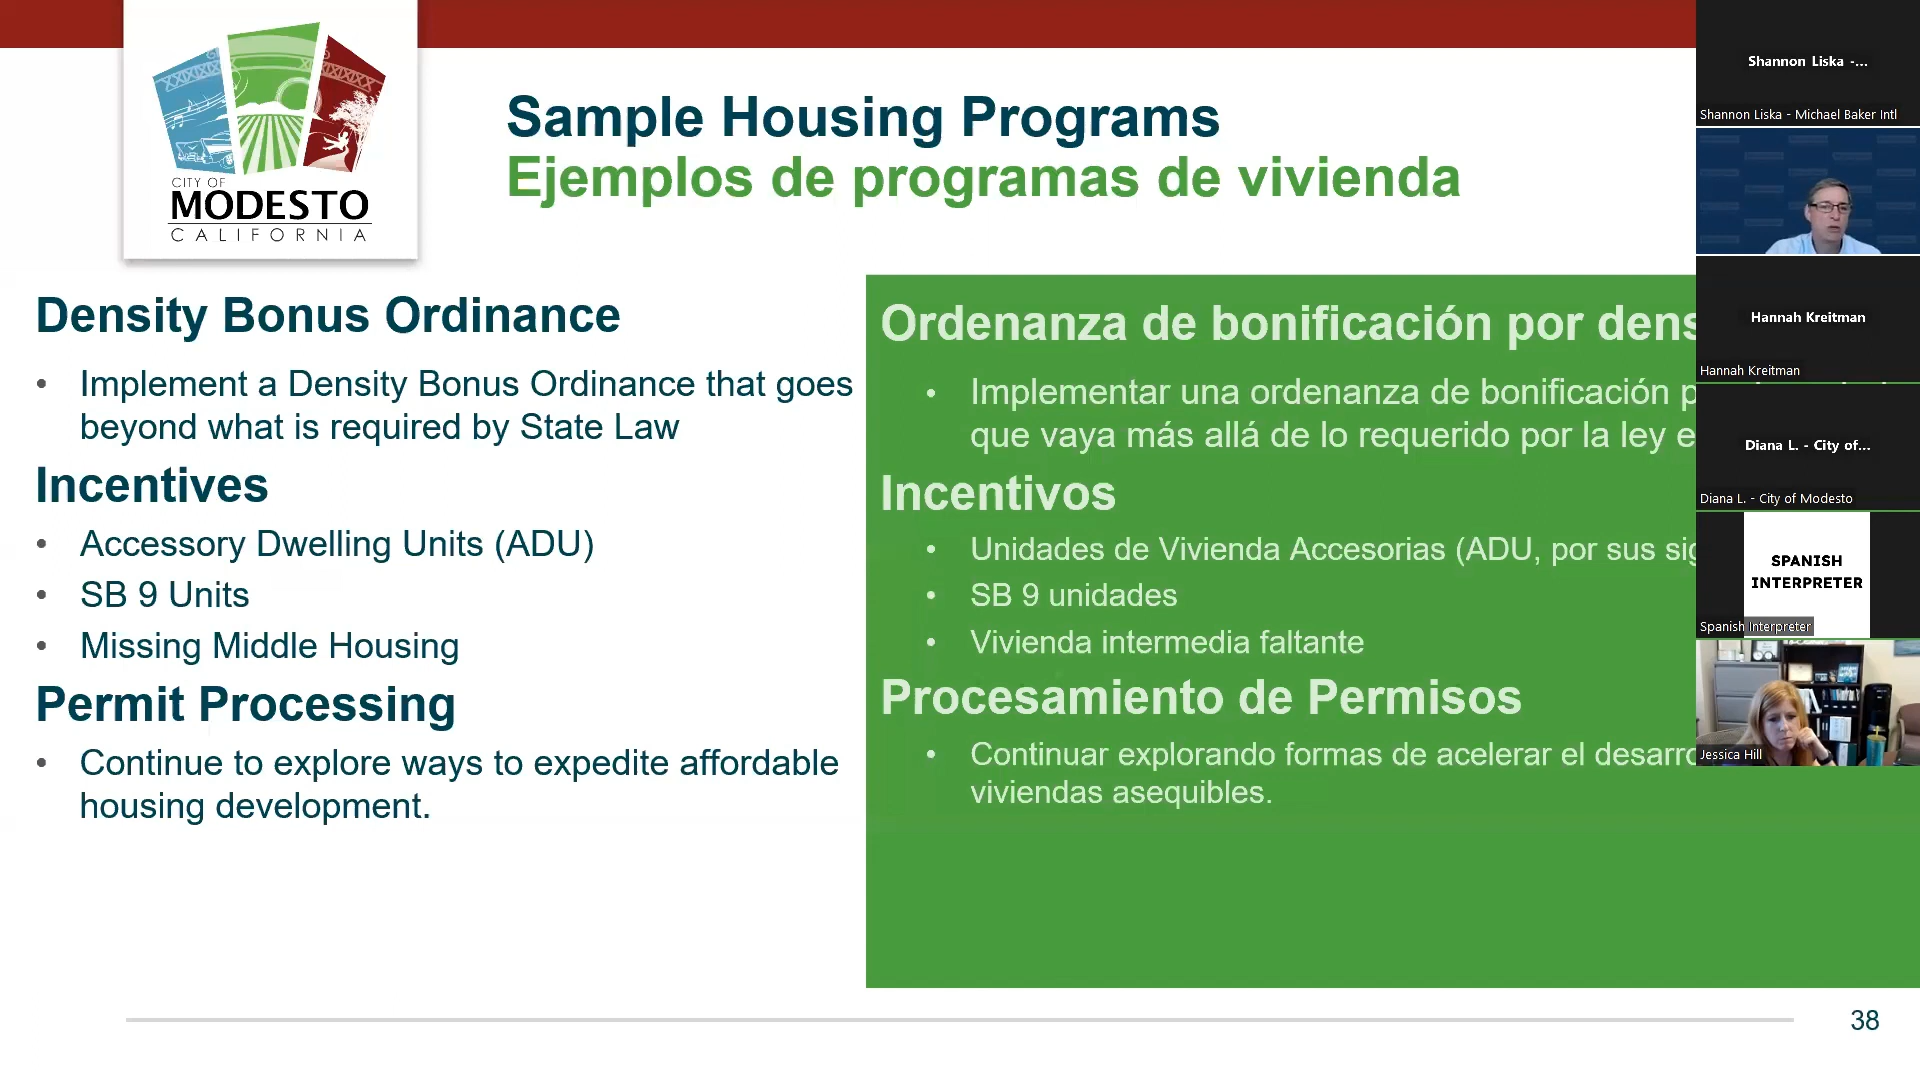 CITY OF
MODESTO
CALIFORNIA
Sample Housing Programs
Ejemplos de programas de vivienda
Density Bonus Ordinance
• Implement a Density Bonus Ordinance that goes
beyond what is required by State Law
Incentives
• Accessory Dwelling Units (ADU)
• SB 9 Units
• Missing Middle Housing
Permit Processing
• Continue to explore ways to expedite affordable
housing development.
Ordenanza de bonificación por dens
• Implementar una ordenanza de bonificación p
que vaya más allá de lo requerido por la ley e
Incentivos
• Unidades de Vivienda Accesorias (ADU, por sus sig
• SB 9 unidades
• Vivienda intermedia faltante
Procesamiento de Permisos
• Continuar explorando formas de acelerar el desarro
viviendas asequibles.
38
Shannon Liska -...
Shannon Liska - Michael Baker Intl
Hannah Kreitman
Hannah Kreitman
Diana L. - City of...
Diana L. - City of Modesto
SPANISH
INTERPRETER
Spanish Interpreter
Jessica Hill